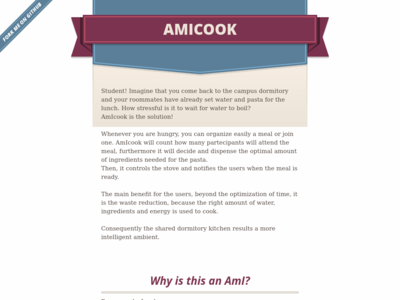 FORK ME ON GITHUB
AMICOOK
Student! Imagine that you come back to the campus dormitory
and your roommates have already set water and pasta for the
lunch. How stressful is it to wait for water to boil?
AmIcook is the solution!
Whenever you are hungry, you can organize easily a meal or join
one. AmIcook will count how many partecipants will attend the
meal, furthermore it will decide and dispense the optimal amount
of ingredients needed for the pasta.
Then, it controls the stove and notifies the users when the meal is
ready.
The main benefit for the users, beyond the optimization of time, it
is the waste reduction, because the right amount of water,
ingredients and energy is used to cook.
Consequently the shared dormitory kitchen results a more
intelligent ambient.
Why is this an AmI?